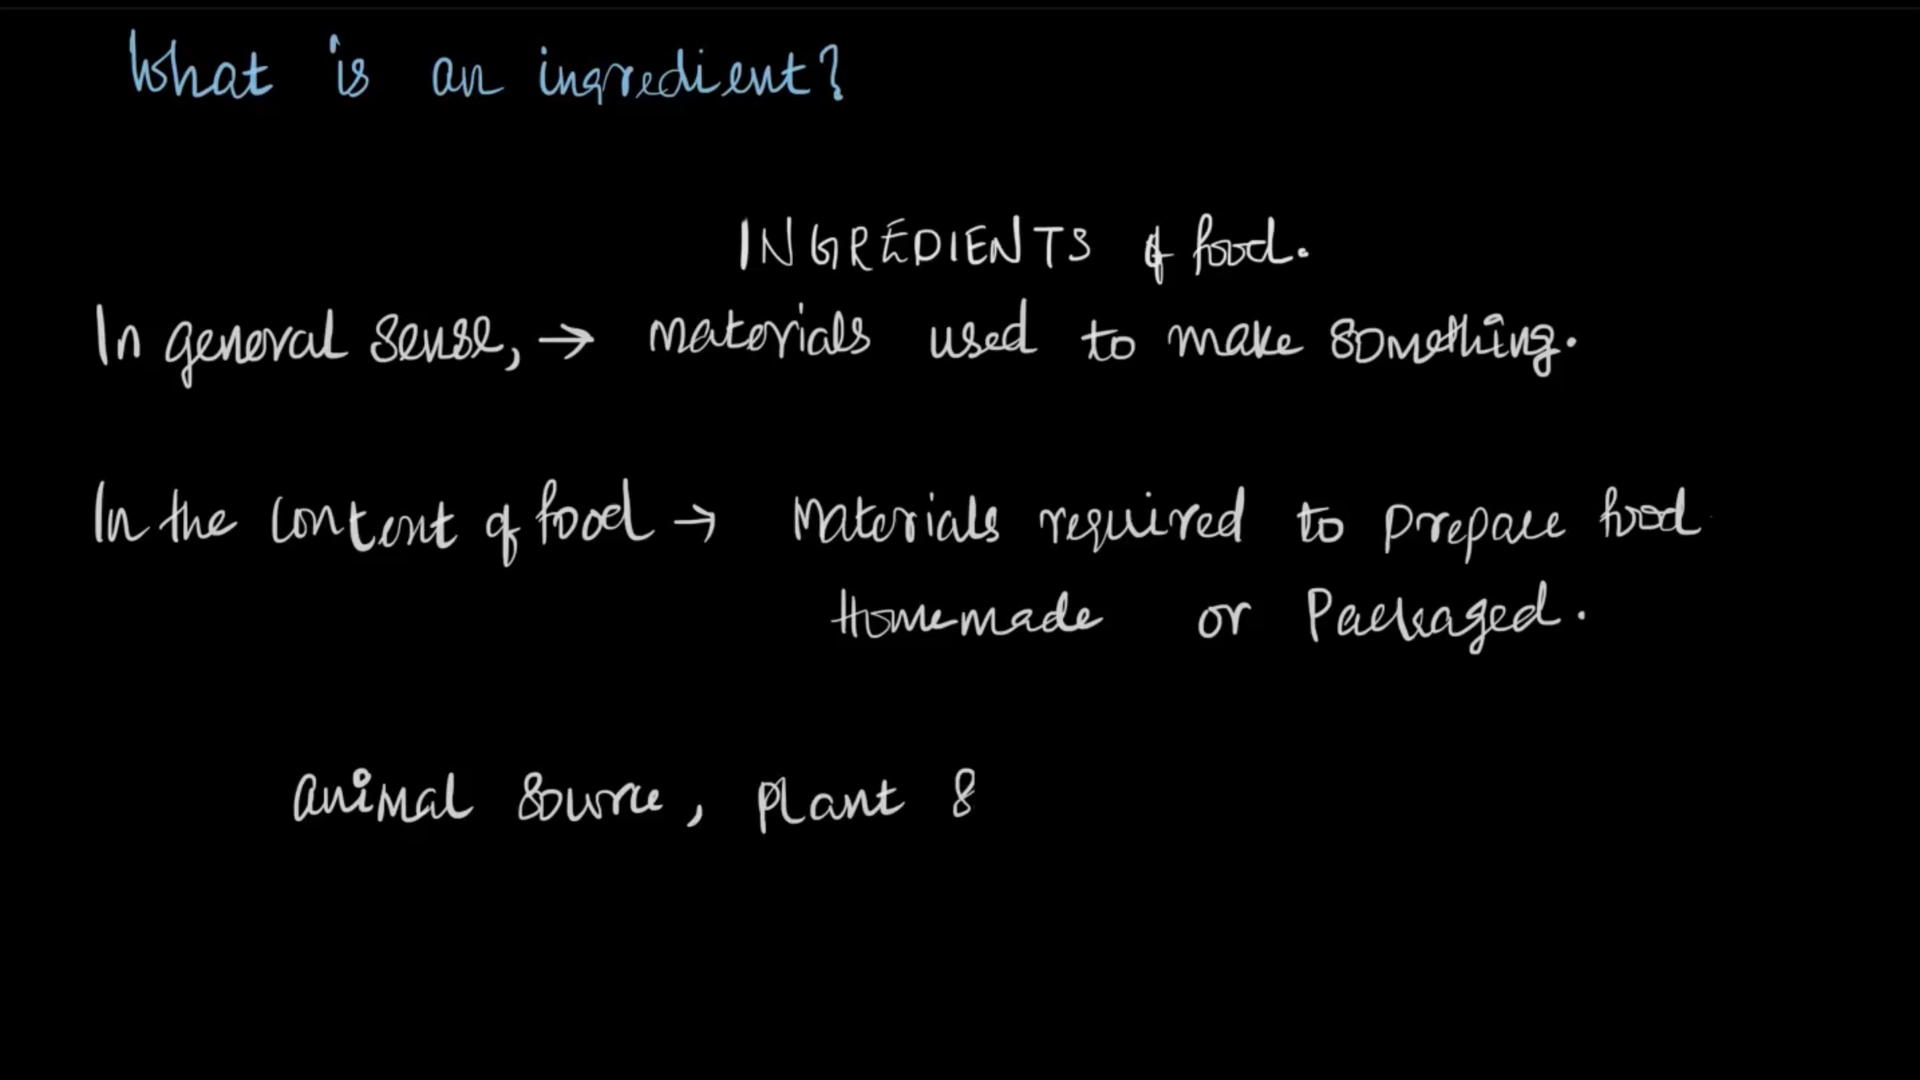 What is an ingredient?
INGREDIENTS of food.
In general sense, → materials used to make something.
In the content of food → Materials required to prepare food
Homemade or Packaged.
animal source, plant s